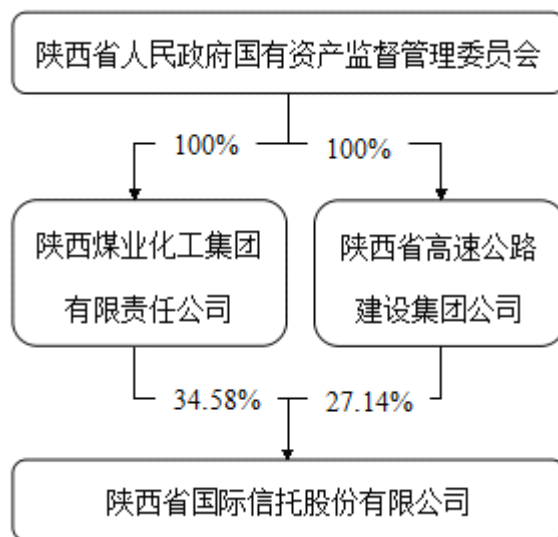 陕西省人民政府国有资产监督管理委员会
100% 100%
陕西煤业化工集团
有限责任公司
陕西省高速公路
建设集团公司
34.58% 27.14%
陕西省国际信托股份有限公司